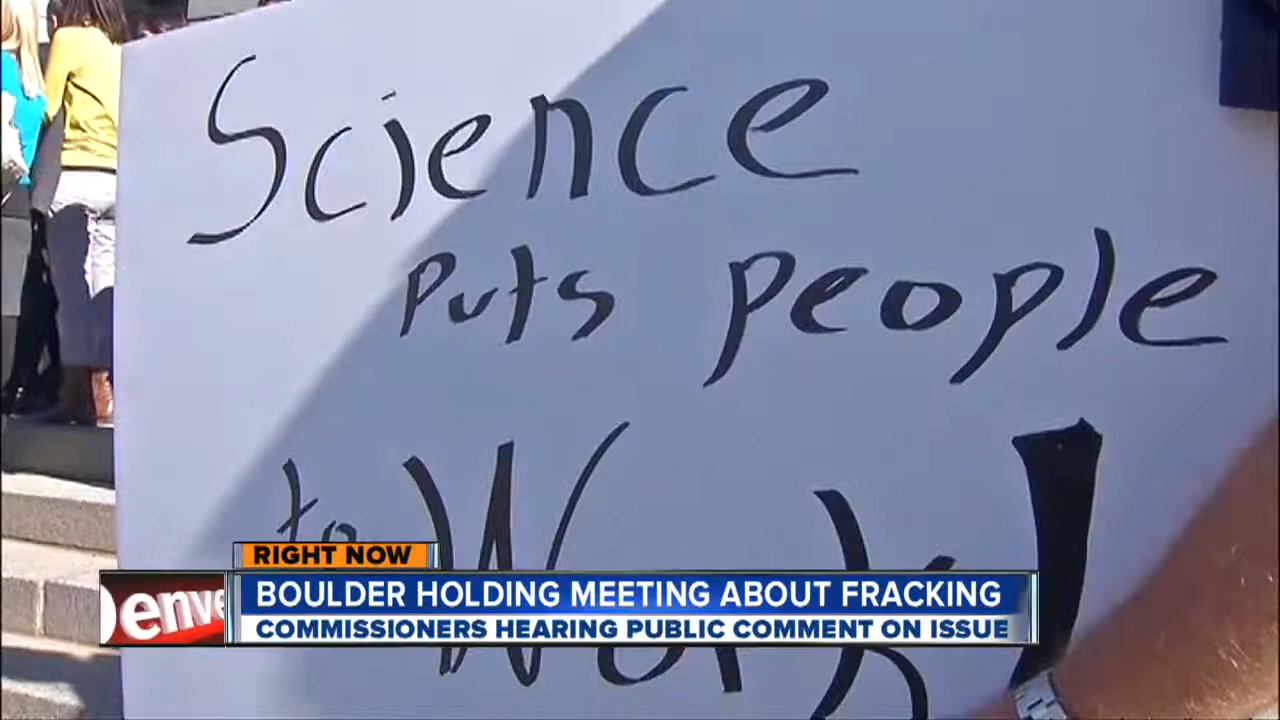 Science
puts people
to Work!
RIGHT NOW
BOULDER HOLDING MEETING ABOUT FRACKING
COMMISSIONERS HEARING PUBLIC COMMENT ON ISSUE